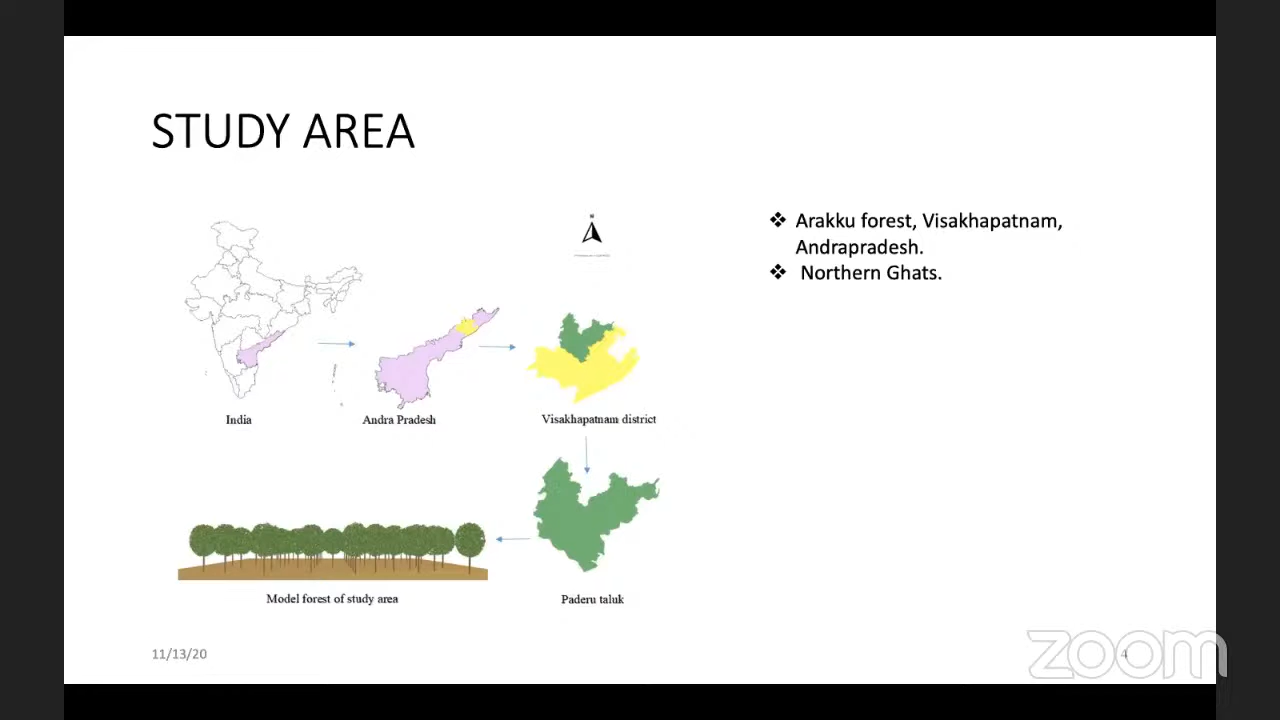 STUDY AREA
❖ Arakku forest, Visakhapatnam,
Andrapradesh.
❖ Northern Ghats.
N
India
Andra Pradesh
Visakhapatnam district
Model forest of study area
Paderu taluk
11/13/20
4
zoom